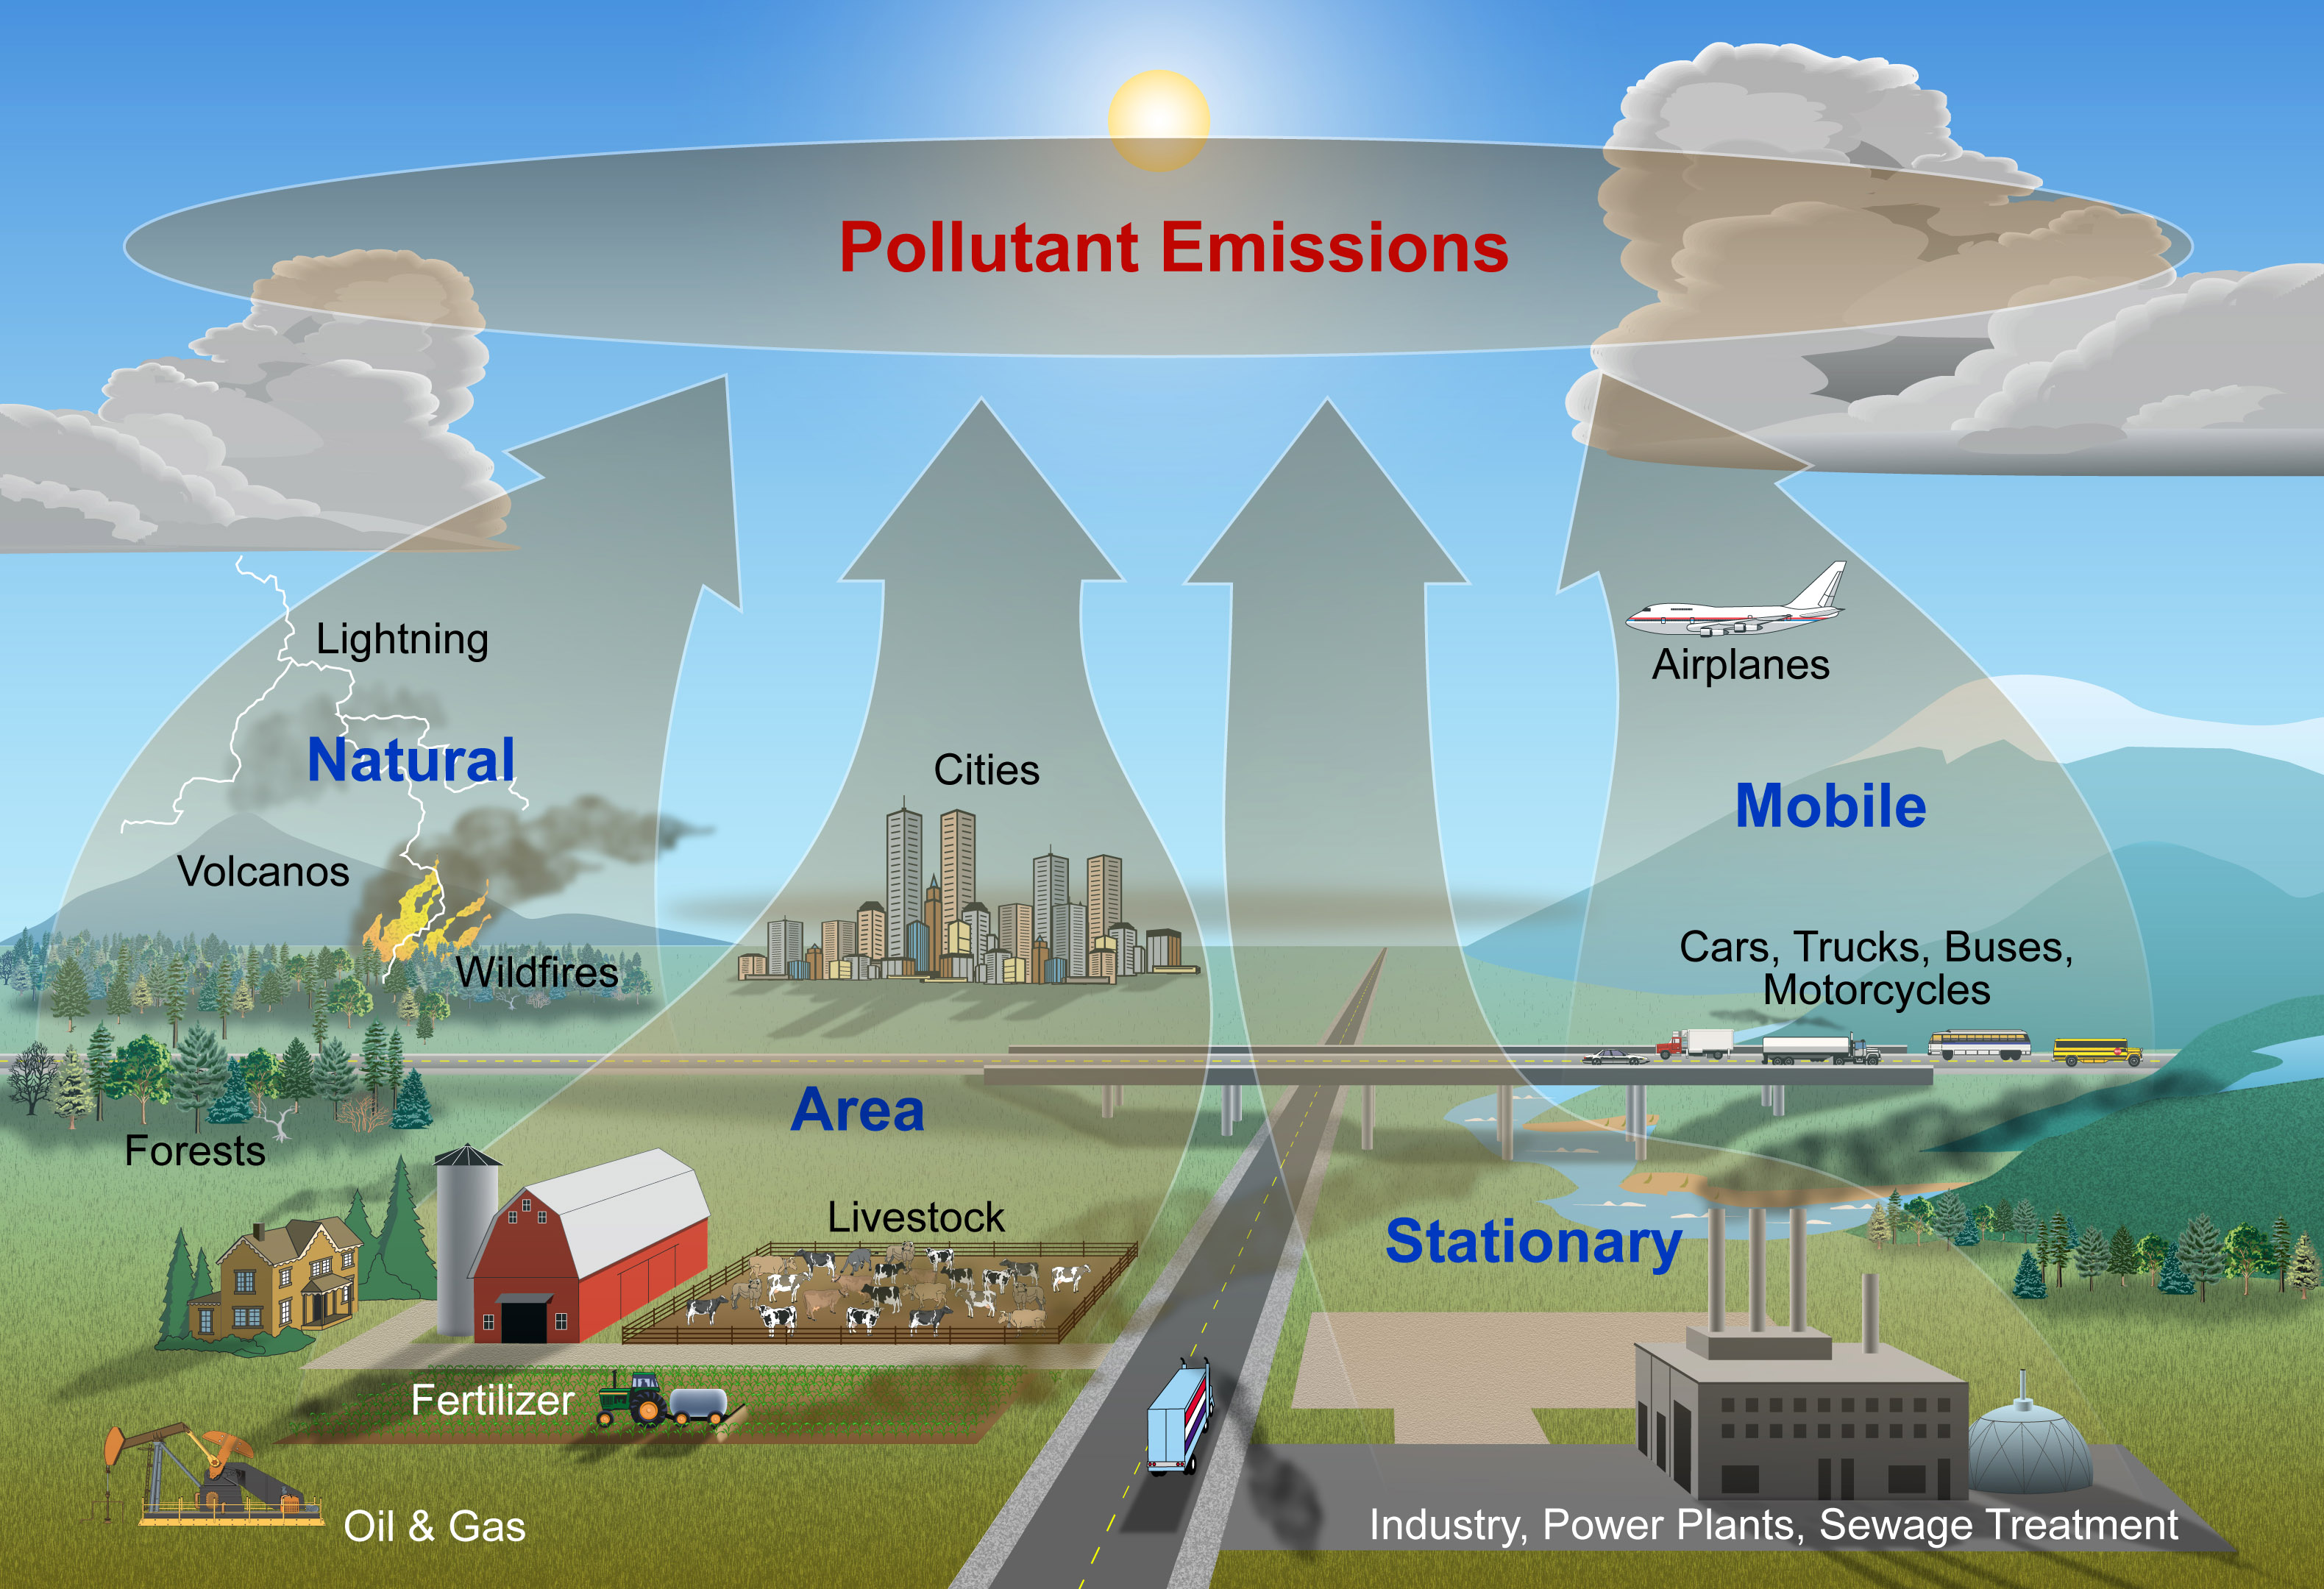 Pollutant Emissions
Lightning
Airplanes
Natural
Cities
Mobile
Volcanos
Cars, Trucks, Buses,
Motorcycles
Wildfires
Area
Forests
Livestock
Stationary
Fertilizer
Oil & Gas
Industry, Power Plants, Sewage Treatment